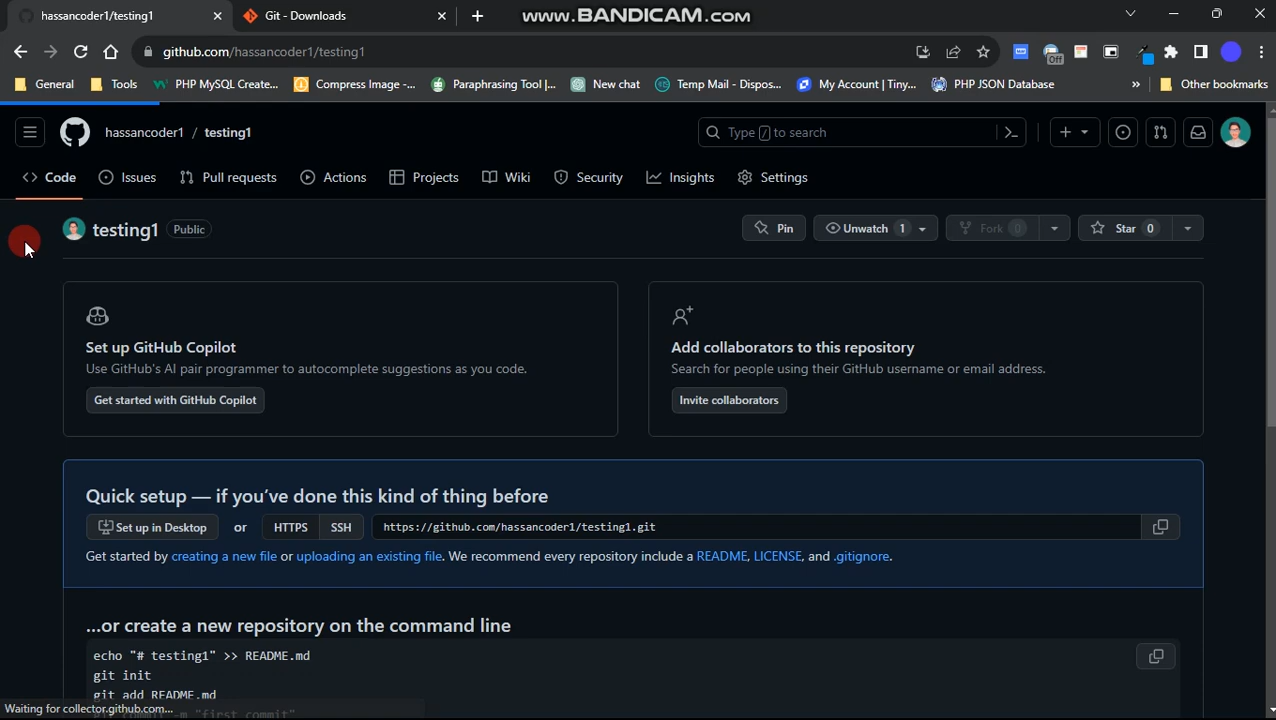 hassancoder1/testing1
Git - Downloads
www.BANDICAM.com
github.com/hassancoder1/testing1
Off
General
Tools
PHP MySQL Create...
Compress Image -...
Paraphrasing Tool |...
New chat
Temp Mail - Dispos...
My Account | Tiny...
PHP JSON Database
»
Other bookmarks
hassancoder1 / testing1
Type / to search
Code
Issues
Pull requests
Actions
Projects
Wiki
Security
Insights
Settings
testing1 Public
Pin
Unwatch 1
Fork 0
Star 0
Set up GitHub Copilot
Use GitHub's AI pair programmer to autocomplete suggestions as you code.
Get started with GitHub Copilot
Add collaborators to this repository
Search for people using their GitHub username or email address.
Invite collaborators
Quick setup — if you've done this kind of thing before
Set up in Desktop or HTTPS SSH https://github.com/hassancoder1/testing1.git
Get started by creating a new file or uploading an existing file. We recommend every repository include a README, LICENSE, and .gitignore.
...or create a new repository on the command line
echo "# testing1" >> README.md
git init
git add README.md
git commit -m "first commit"
Waiting for collector.github.com...